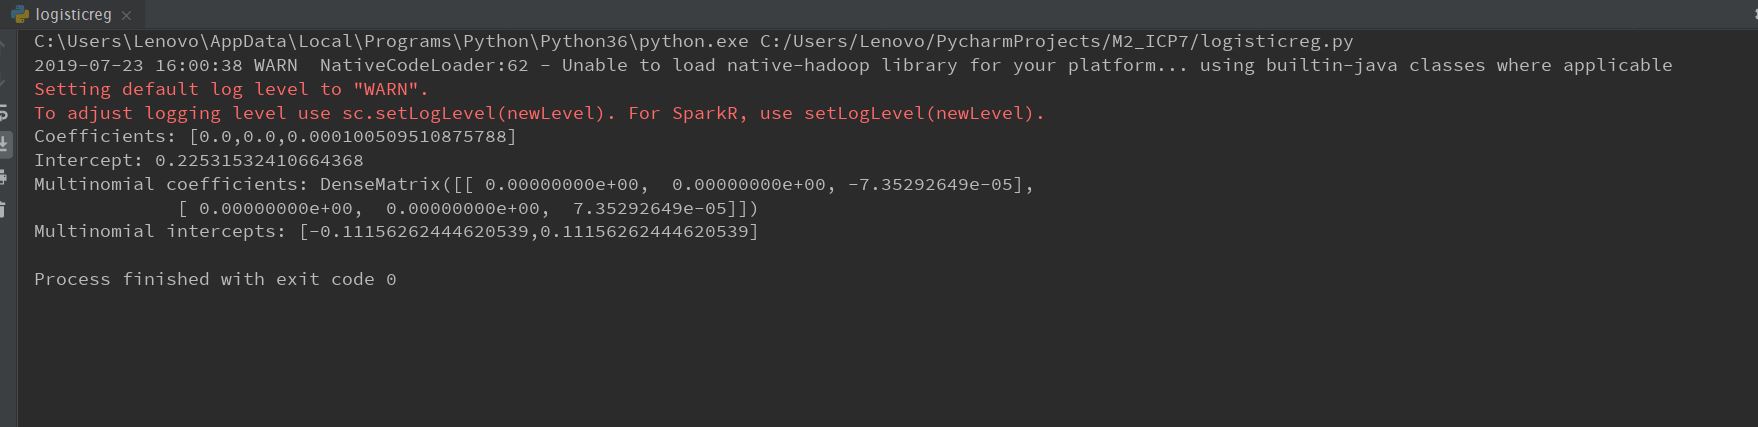 logisticreg
C:\Users\Lenovo\AppData\Local\Programs\Python\Python36\python.exe C:/Users/Lenovo/PycharmProjects/M2_ICP7/logisticreg.py
2019-07-23 16:00:38 WARN  NativeCodeLoader:62 - Unable to load native-hadoop library for your platform... using builtin-java classes where applicable
Setting default log level to "WARN".
To adjust logging level use sc.setLogLevel(newLevel). For SparkR, use setLogLevel(newLevel).
Coefficients: [0.0,0.0,0.000100509510875788]
Intercept: 0.22531532410664368
Multinomial coefficients: DenseMatrix([[ 0.00000000e+00,  0.00000000e+00, -7.35292649e-05],
             [ 0.00000000e+00,  0.00000000e+00,  7.35292649e-05]])
Multinomial intercepts: [-0.11156262444620539,0.11156262444620539]
Process finished with exit code 0